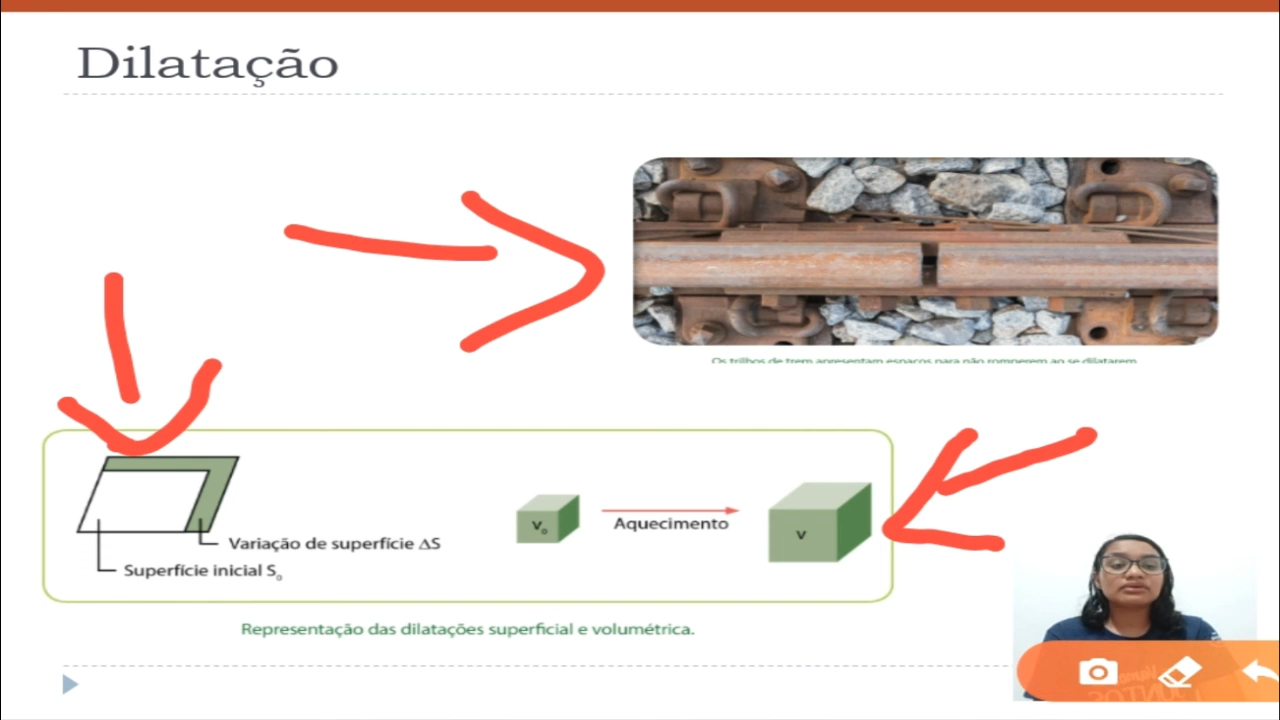 Dilatação
Os trilhos de trem apresentam espaços para não romperem ao se dilatarem
Variação de superfície ΔS
Superfície inicial S₀
V₀
Aquecimento
V
Representação das dilatações superficial e volumétrica.